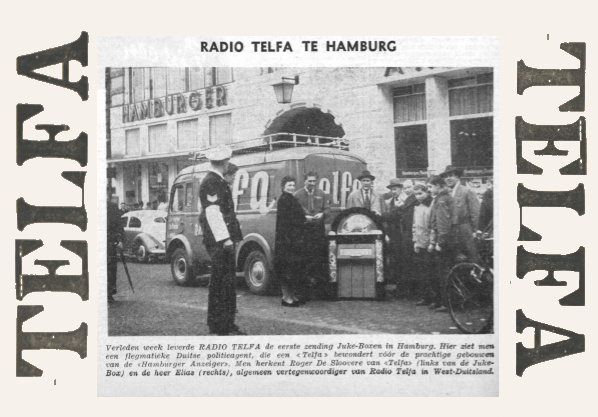 TELFA
RADIO TELFA TE HAMBURG
HAMBURGER
fa
elfa
Verleden week leverde RADIO TELFA de eerste zending Juke-Boxen in Hamburg. Hier ziet men
een flegmatieke Duitse politieagent, die een «Telfa» bewondert vóór de prachtige gebouwen
van de «Hamburger Anzeiger». Men herkent Roger De Sloovere van «Telfa» (links van de Juke-
Box) en de heer Elias (rechts), algemeen vertegenwoordiger van Radio Telfa in West-Duitsland.
TELFA